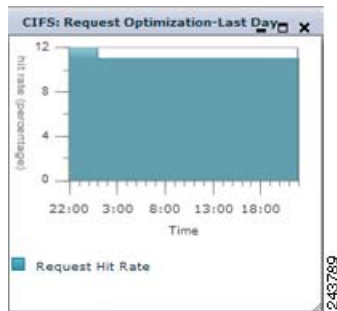 CIFS: Request Optimization-Last Day
12
8
4
0
hit rate (percentage)
22:00 3:00 8:00 13:00 18:00
Time
Request Hit Rate
243789